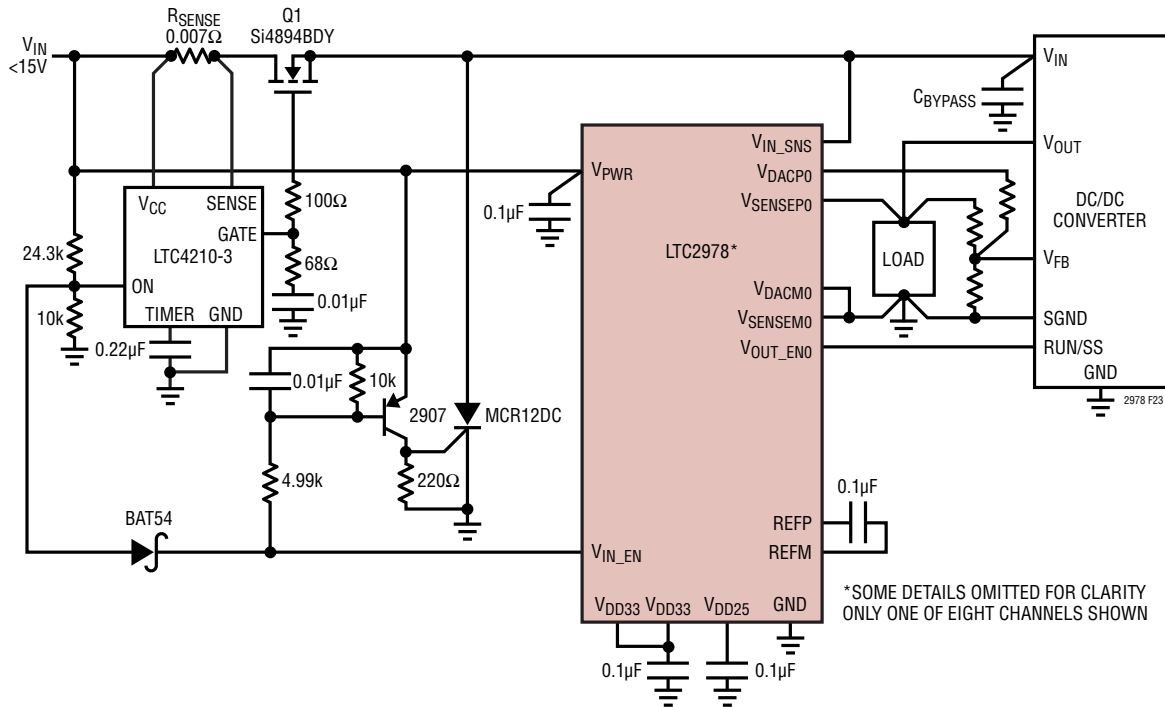 RSENSE
0.007Ω
Q1
Si4894BDY
VIN
<15V
VIN
CBYPASS
VOUT
DC/DC
CONVERTER
VFB
SGND
RUN/SS
GND
2978 F23
VCC
SENSE
GATE
LTC4210-3
ON
TIMER
GND
100Ω
68Ω
0.01µF
24.3k
10k
0.22µF
0.1µF
VPWR
VIN_SNS
VDACP0
VSENSEP0
LTC2978*
VDACM0
VSENSEM0
VOUT_EN0
LOAD
0.01µF
10k
2907
MCR12DC
4.99k
220Ω
BAT54
VIN_EN
REFP
REFM
0.1µF
VDD33
VDD33
VDD25
GND
0.1µF
0.1µF
*SOME DETAILS OMITTED FOR CLARITY
ONLY ONE OF EIGHT CHANNELS SHOWN